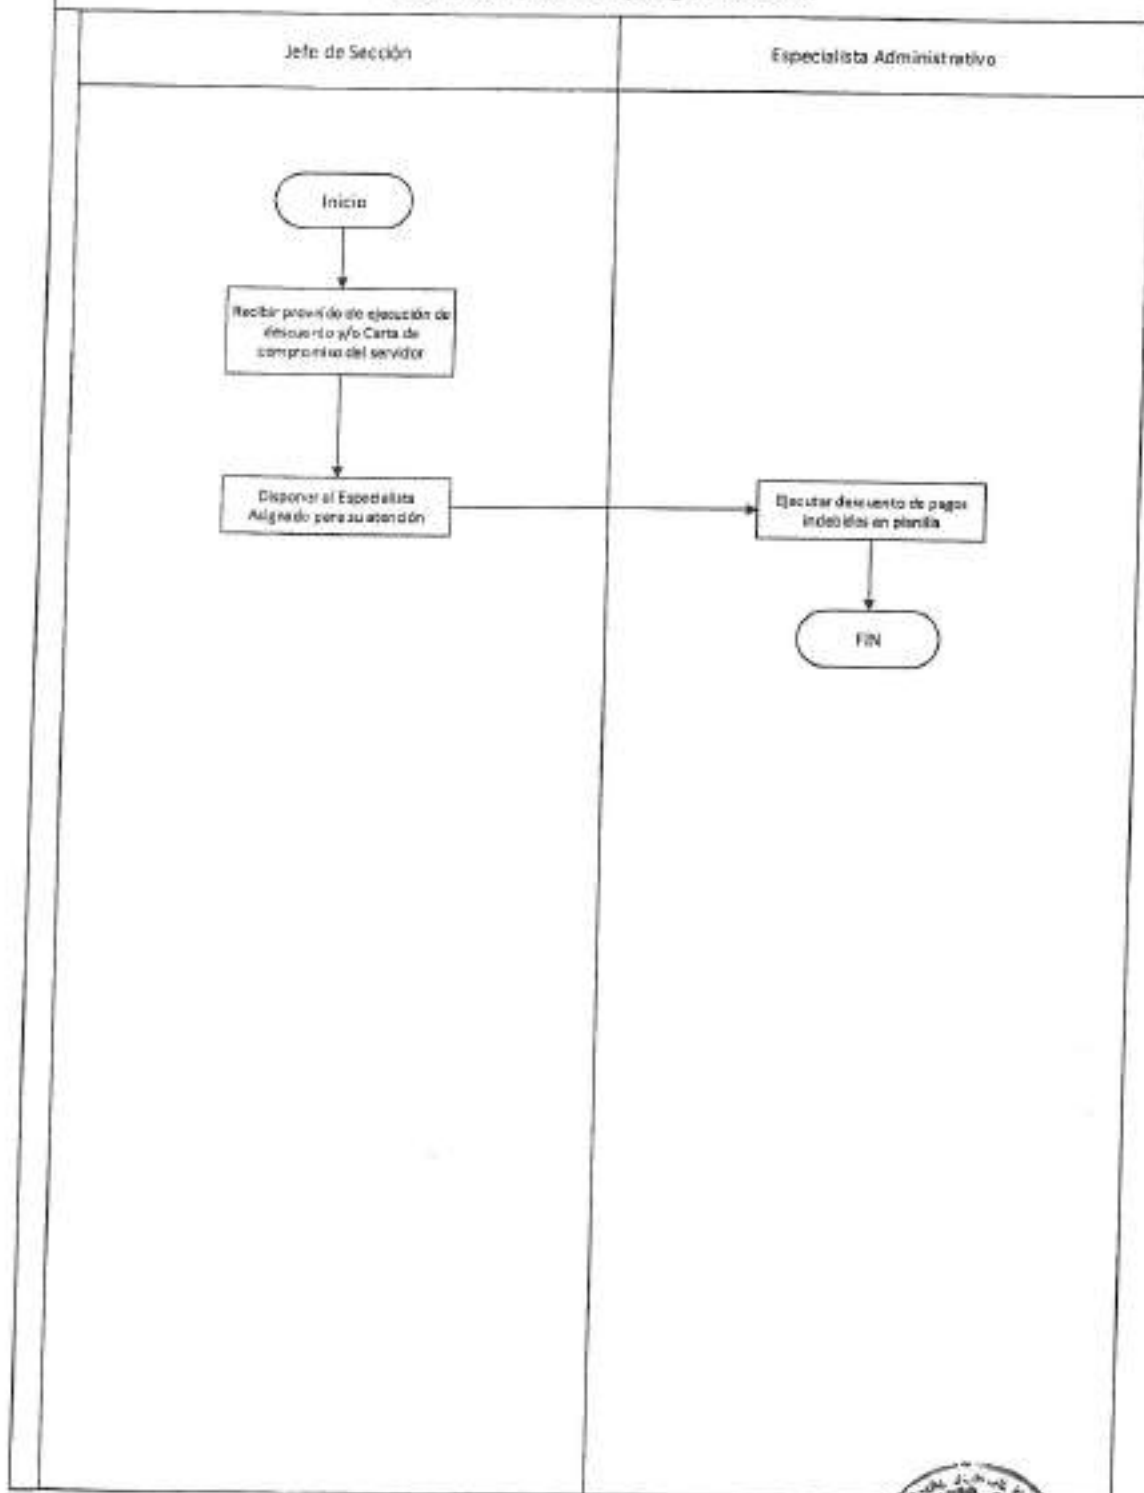 Jefe de Sección
Especialista Administrativo
Inicio
Recibir proveído de ejecución de
descuento y/o Carta de
compromiso del servidor
Disponer al Especialista
Asignado para su atención
Ejecutar descuento de pagos
indebidos en planilla
FIN